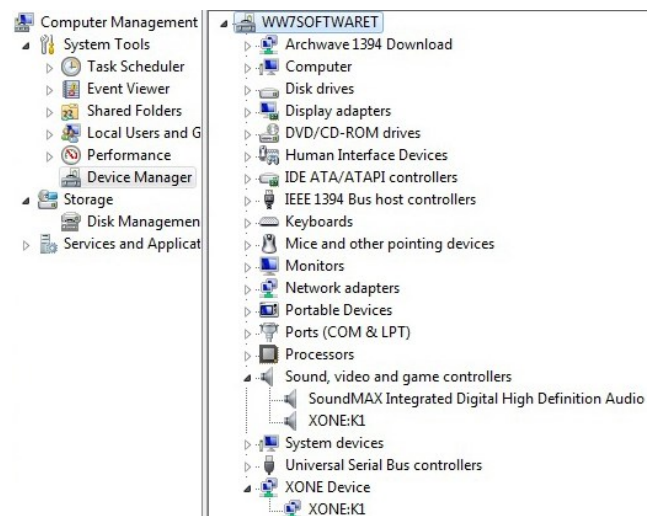 Computer Management
System Tools
Task Scheduler
Event Viewer
Shared Folders
Local Users and G
Performance
Device Manager
Storage
Disk Managemen
Services and Applicat
WW7SOFTWARET
Archwave 1394 Download
Computer
Disk drives
Display adapters
DVD/CD-ROM drives
Human Interface Devices
IDE ATA/ATAPI controllers
IEEE 1394 Bus host controllers
Keyboards
Mice and other pointing devices
Monitors
Network adapters
Portable Devices
Ports (COM & LPT)
Processors
Sound, video and game controllers
SoundMAX Integrated Digital High Definition Audio
XONE:K1
System devices
Universal Serial Bus controllers
XONE Device
XONE:K1